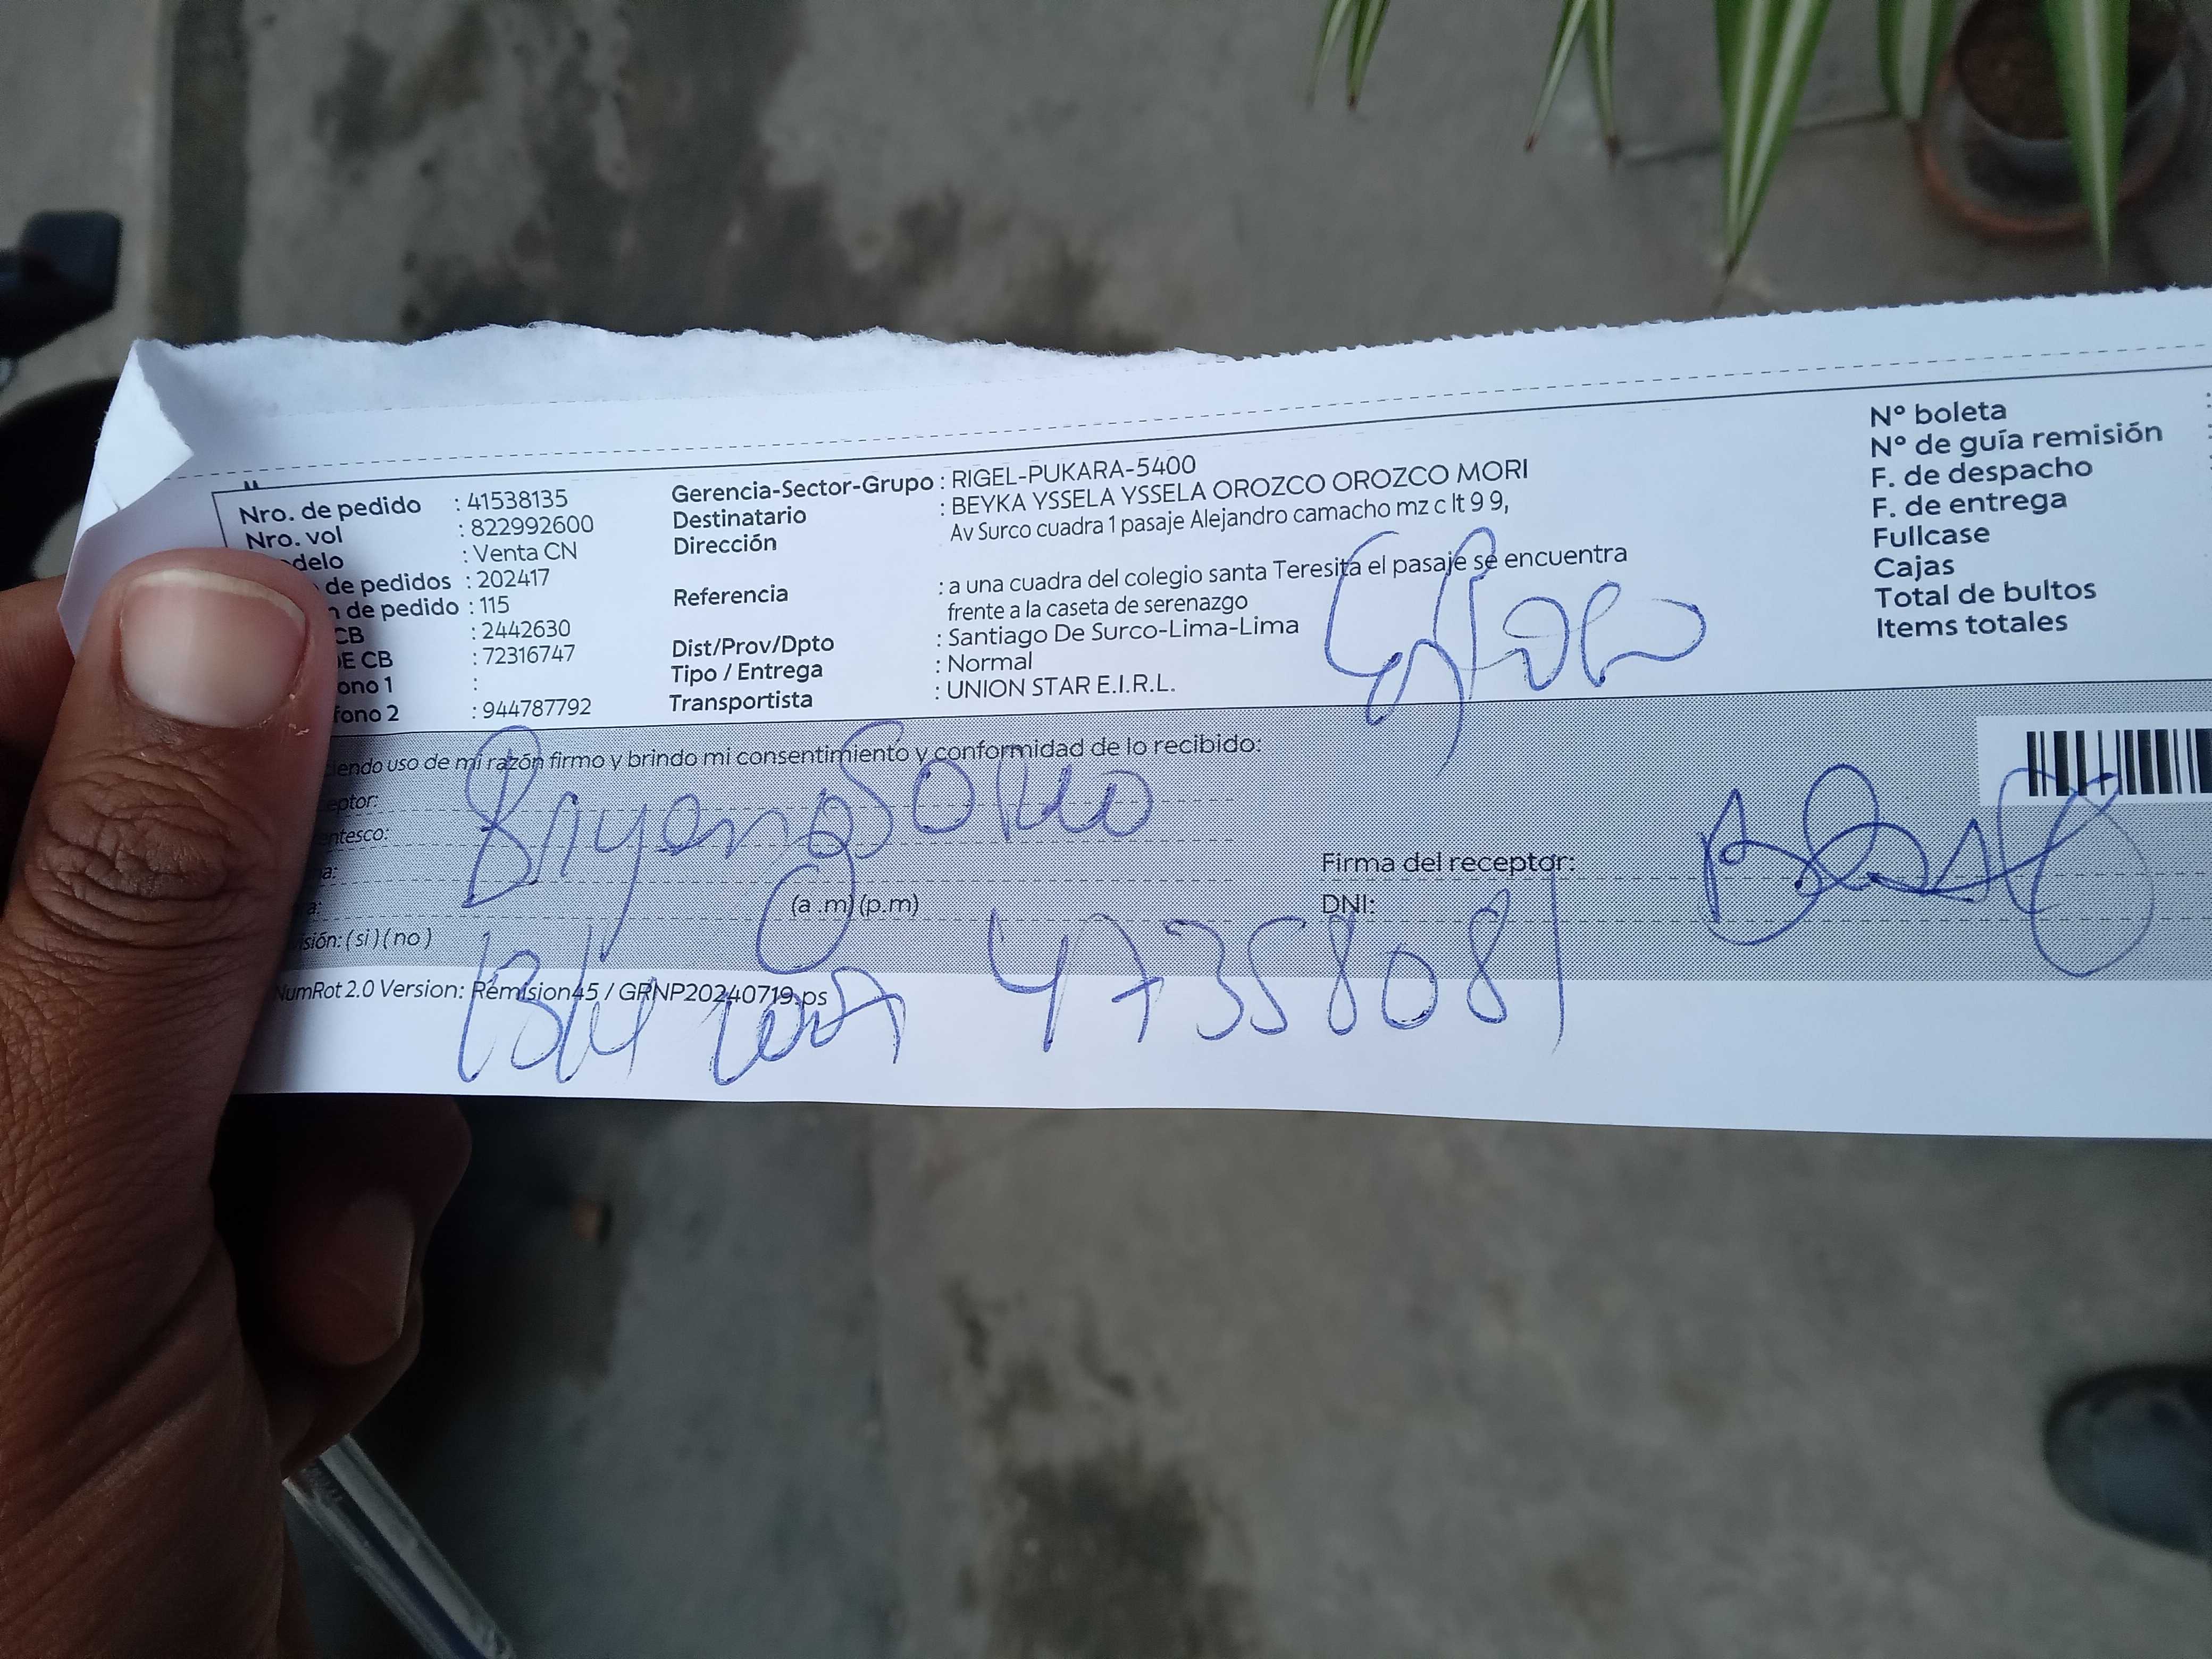 Nro. de pedido : 41538135
Nro. vol : 822992600
delo : Venta CN
de pedidos : 202417
de pedido : 115
CB : 2442630
E CB : 72316747
ono 1 :
fono 2 : 944787792
Gerencia-Sector-Grupo : RIGEL-PUKARA-5400
Destinatario : BEYKA YSSELA YSSELA OROZCO OROZCO MORI
Dirección : Av Surco cuadra 1 pasaje Alejandro camacho mz c lt 9 9,
Referencia : a una cuadra del colegio santa Teresita el pasaje se encuentra
frente a la caseta de serenazgo
Dist/Prov/Dpto : Santiago De Surco-Lima-Lima
Tipo / Entrega : Normal
Transportista : UNION STAR E.I.R.L.
N° boleta :
N° de guía remisión :
F. de despacho
F. de entrega
Fullcase
Cajas
Total de bultos
Items totales
iendo uso de mi razón firmo y brindo mi consentimiento y conformidad de lo recibido:
eptor:
entesco:
a:
a: (a .m) (p.m)
isión: ( si ) ( no )
Firma del receptor:
DNI:
47358081
NumRot 2.0 Version: Remision45 / GRNP20240719.ps